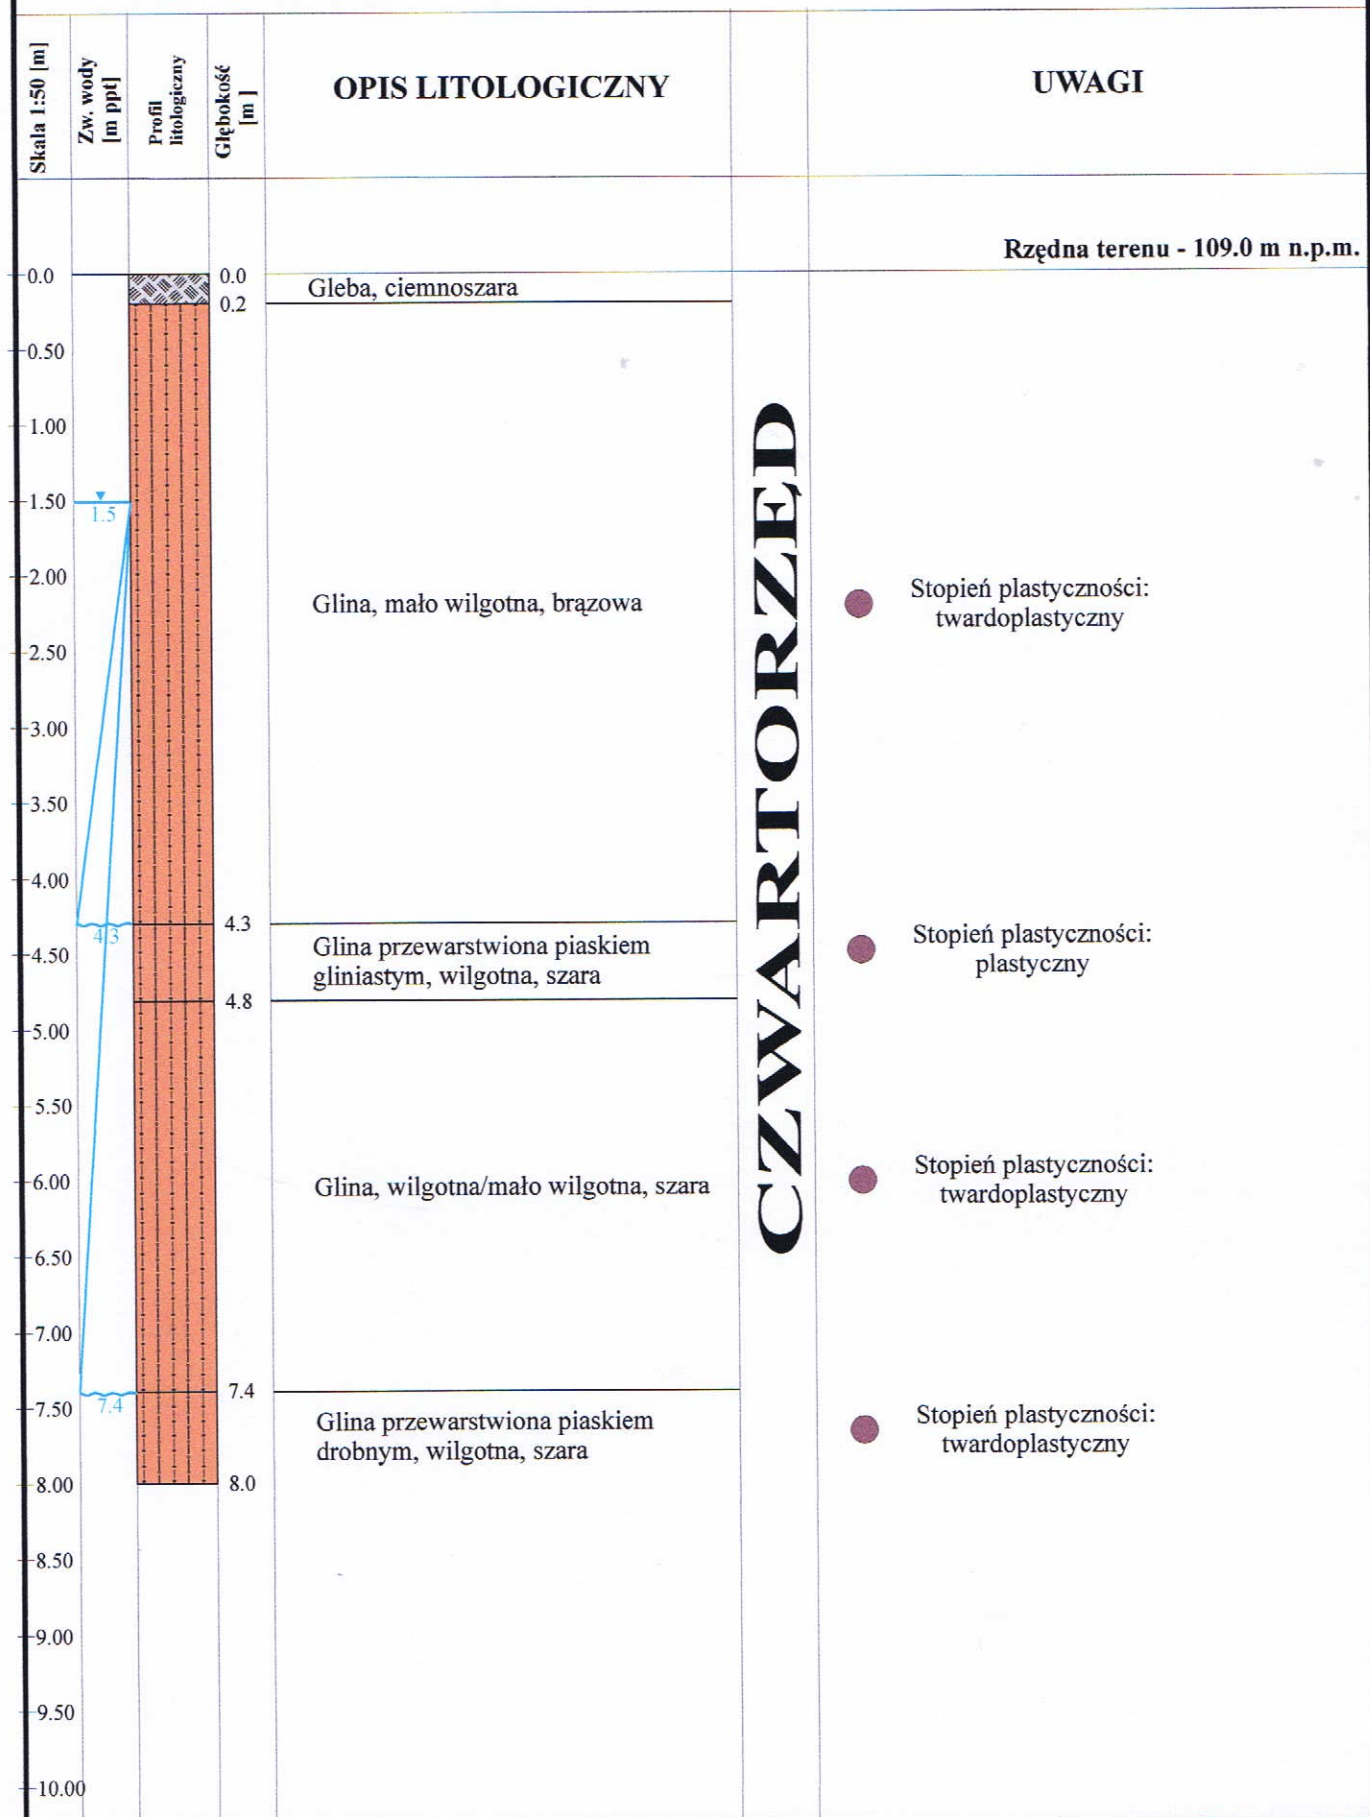 Skala 1:50 [m]
Zw. wody
[m ppt]
Profil
litologiczny
Głębokość
[m ]
OPIS LITOLOGICZNY
UWAGI
Rzędna terenu - 109.0 m n.p.m.
0.0
0.0
Gleba, ciemnoszara
0.2
0.50
1.00
1.50
1.5
2.00
Glina, mało wilgotna, brązowa
Stopień plastyczności:
twardoplastyczny
2.50
3.00
3.50
4.00
4.3
4.3
4.50
Glina przewarstwiona piaskiem
gliniastym, wilgotna, szara
Stopień plastyczności:
plastyczny
4.8
5.00
5.50
6.00
Glina, wilgotna/mało wilgotna, szara
Stopień plastyczności:
twardoplastyczny
6.50
7.00
7.4
7.4
7.50
Glina przewarstwiona piaskiem
drobnym, wilgotna, szara
Stopień plastyczności:
twardoplastyczny
8.00
8.0
8.50
9.00
9.50
10.00
CZWARTORZĘD